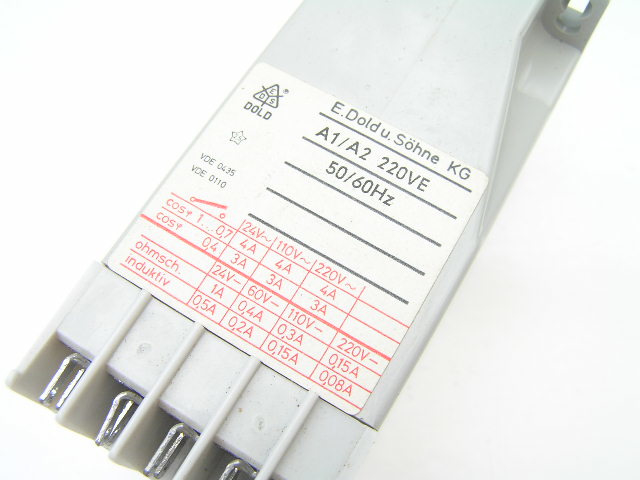 E
D S
®
DOLD
E. Dold u. Söhne KG
A1/A2 220VE
50/60Hz
VDE 0435
VDE 0110
24V~ 110V~ 220V~
cosφ 1...0,7 4A 4A 4A
cosφ 0,4 3A 3A 3A
24V- 60V- 110V- 220V-
ohmsch. 1A 0,4A 0,3A 0,15A
induktiv 0,5A 0,2A 0,15A 0,08A